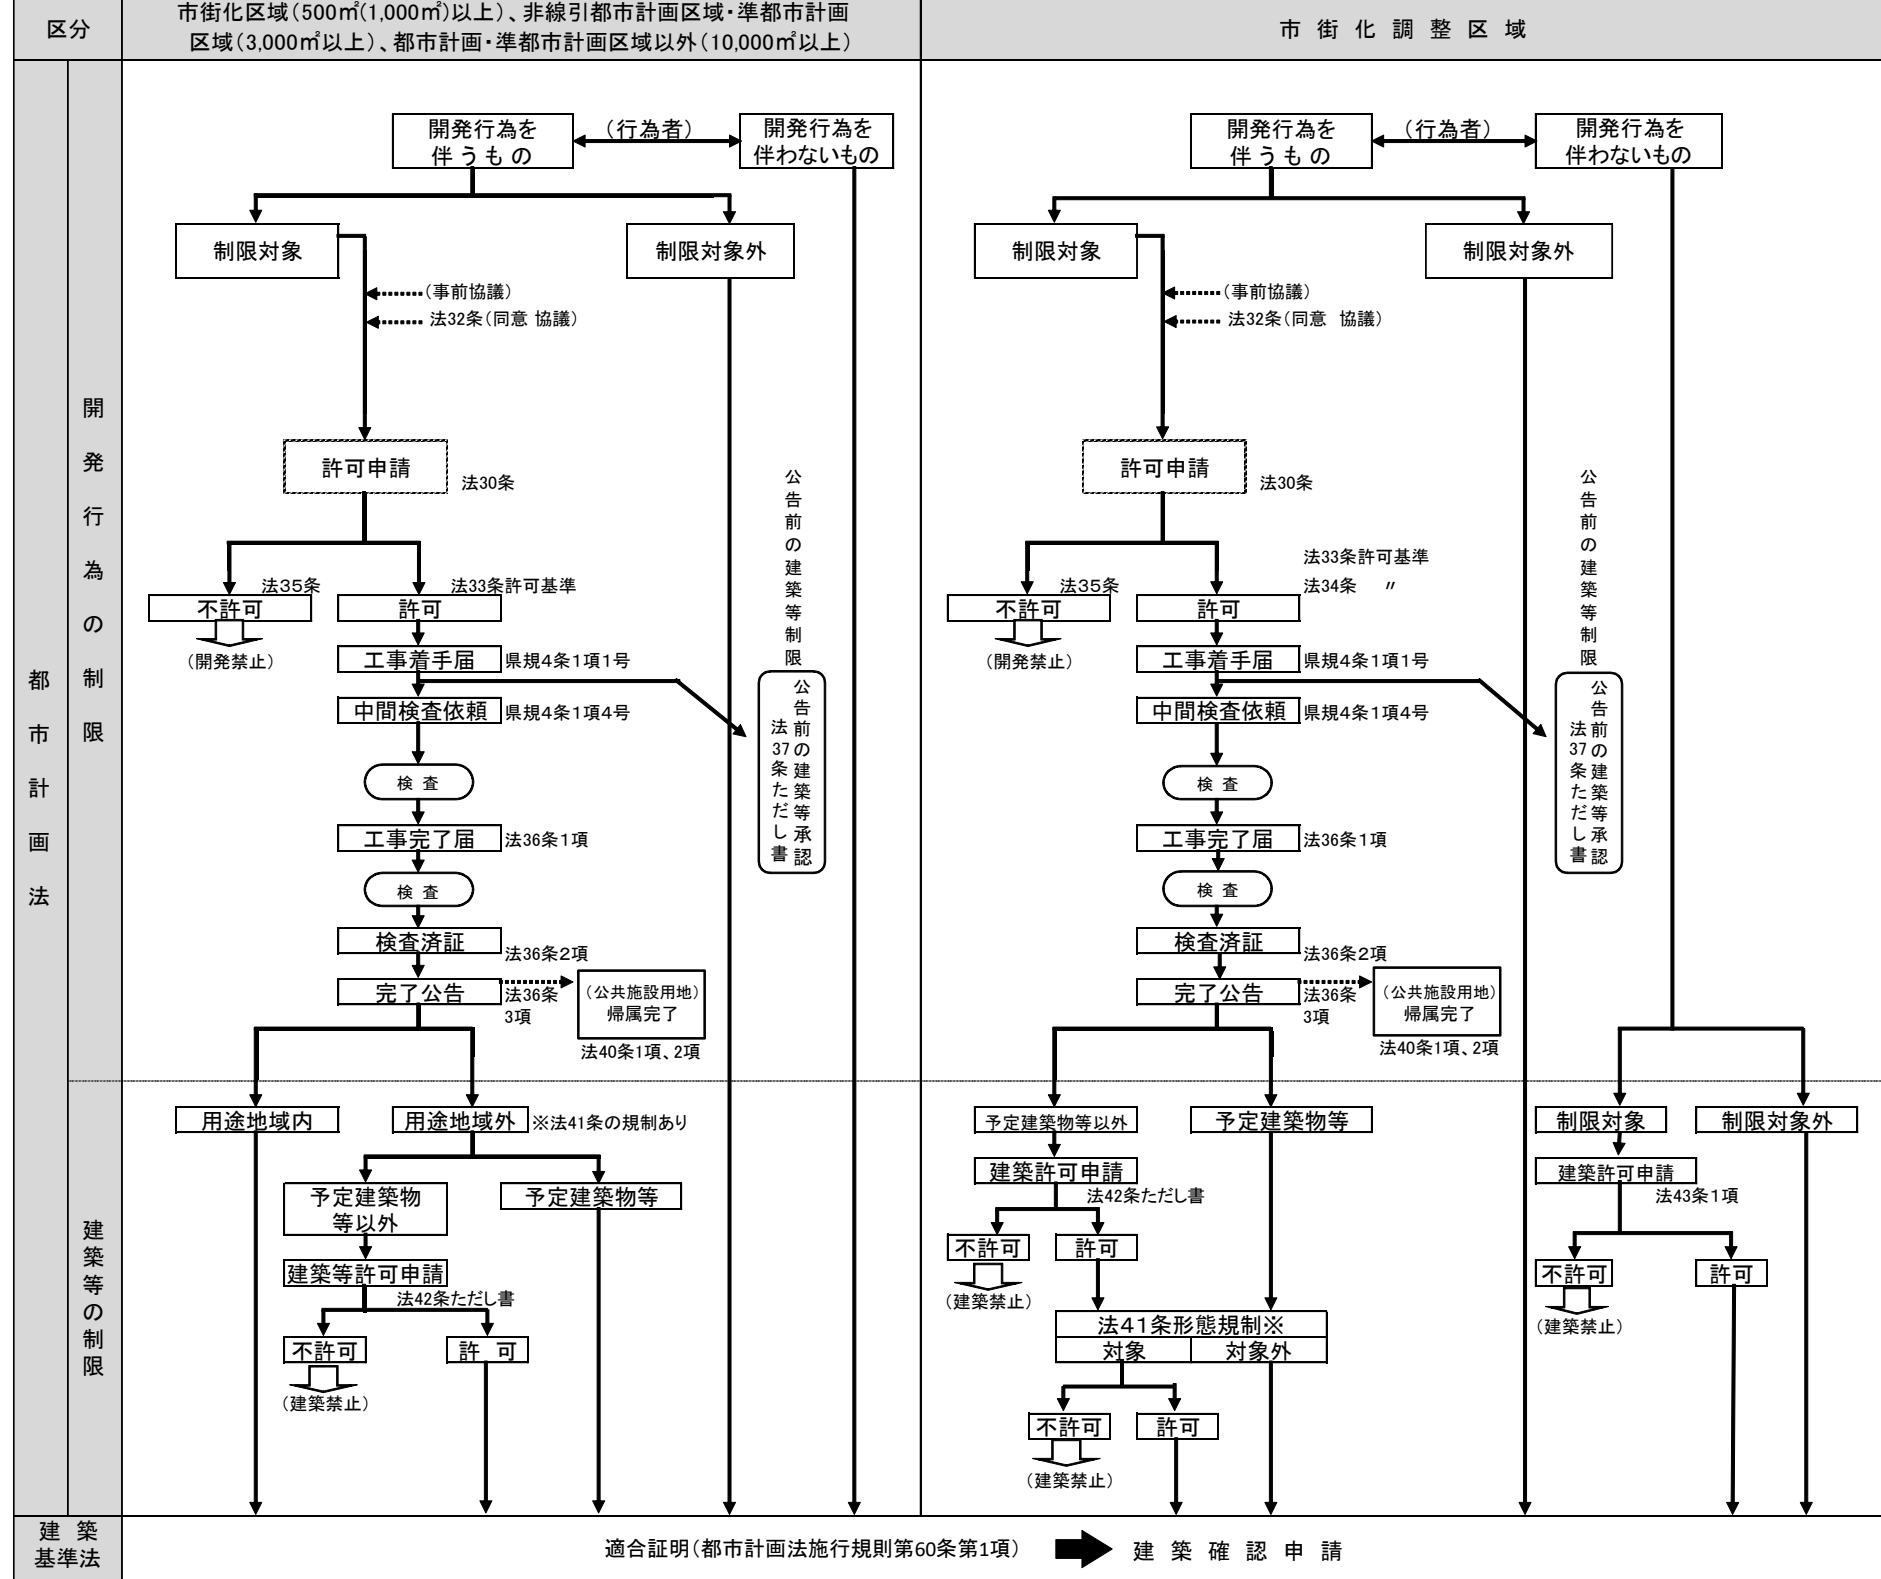 区分
市街化区域（500㎡(1,000㎡)以上）、非線引都市計画区域・準都市計画
区域（3,000㎡以上）、都市計画・準都市計画区域以外（10,000㎡以上）
市街化調整区域
都市計画法
開発行為の制限
開発行為を
伴うもの
（行為者）
開発行為を
伴わないもの
制限対象
制限対象外
（事前協議）
法32条（同意 協議）
許可申請
法30条
法35条
不許可
（開発禁止）
法33条許可基準
許可
工事着手届
県規4条1項1号
中間検査依頼
県規4条1項4号
検 査
工事完了届
法36条1項
検 査
検査済証
法36条2項
完了公告
法36条
3項
（公共施設用地）
帰属完了
法40条1項、2項
公告前の建築等制限
公告前の建築等承認
法37条ただし書
開発行為を
伴うもの
（行為者）
開発行為を
伴わないもの
制限対象
制限対象外
（事前協議）
法32条（同意　協議）
許可申請
法30条
法35条
不許可
（開発禁止）
法33条許可基準
法34条　〃
許可
工事着手届
県規4条1項1号
中間検査依頼
県規4条1項4号
検 査
工事完了届
法36条1項
検 査
検査済証
法36条2項
完了公告
法36条
3項
（公共施設用地）
帰属完了
法40条1項、2項
公告前の建築等制限
公告前の建築等承認
法37条ただし書
建築等の制限
用途地域内
用途地域外
※法41条の規制あり
予定建築物
等以外
予定建築物等
建築等許可申請
法42条ただし書
不許可
許 可
（建築禁止）
予定建築物等以外
予定建築物等
建築許可申請
法42条ただし書
不許可
許可
（建築禁止）
法41条形態規制※
対象
対象外
不許可
許可
（建築禁止）
制限対象
制限対象外
建築許可申請
法43条1項
不許可
許可
（建築禁止）
建 築
基準法
適合証明（都市計画法施行規則第60条第1項）
建築確認申請